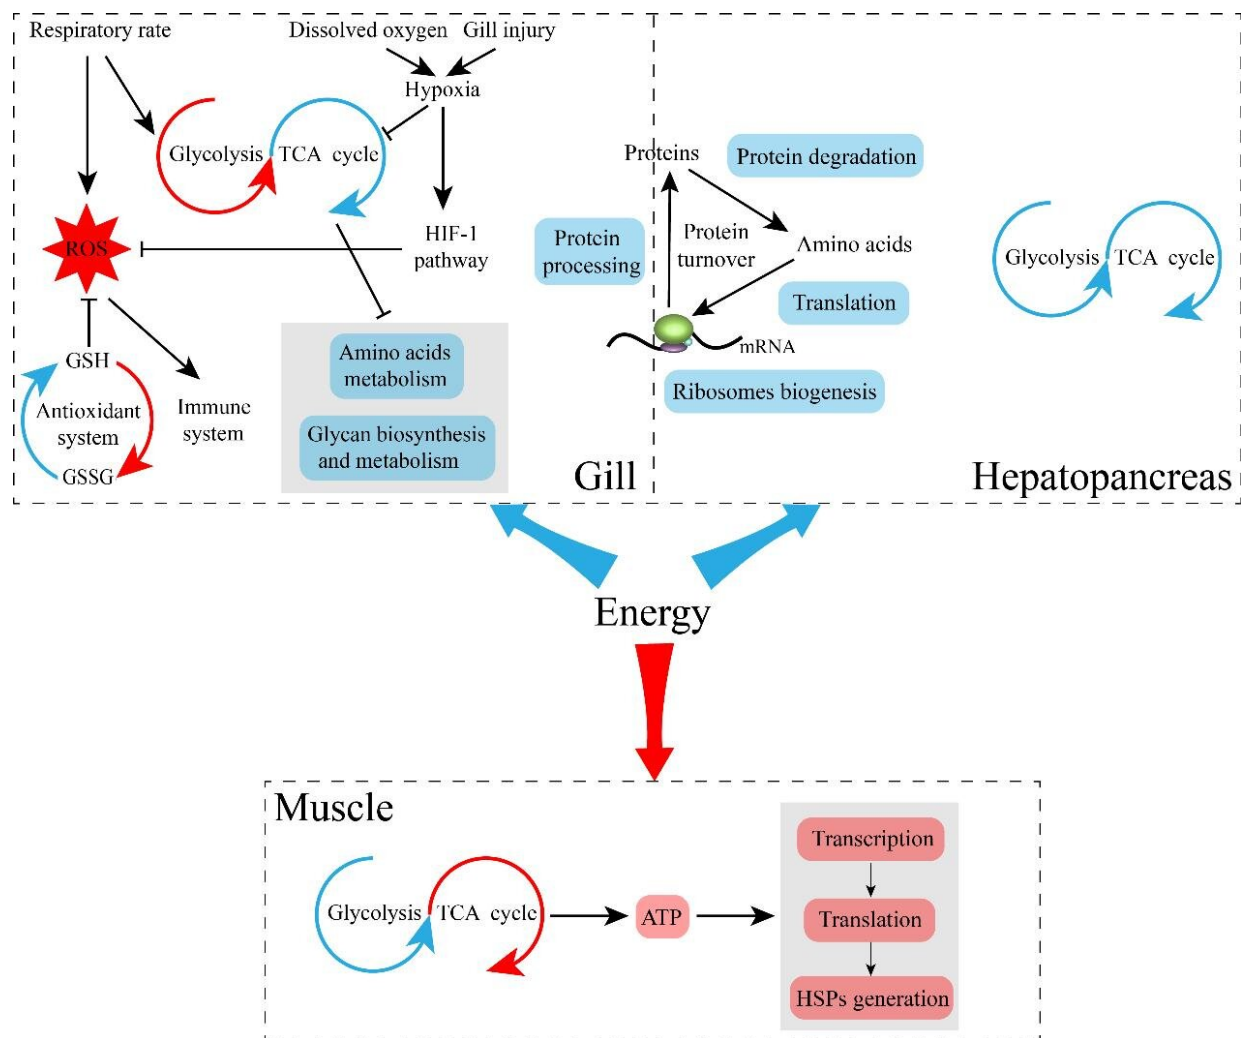 Respiratory rate
Dissolved oxygen
Gill injury
Hypoxia
Glycolysis
TCA cycle
ROS
HIF-1
pathway
GSH
Antioxidant
system
GSSG
Immune
system
Amino acids
metabolism
Glycan biosynthesis
and metabolism
Gill
Proteins
Protein degradation
Protein
processing
Protein
turnover
Amino acids
Translation
mRNA
Ribosomes biogenesis
Glycolysis
TCA cycle
Hepatopancreas
Energy
Muscle
Glycolysis
TCA cycle
ATP
Transcription
Translation
HSPs generation